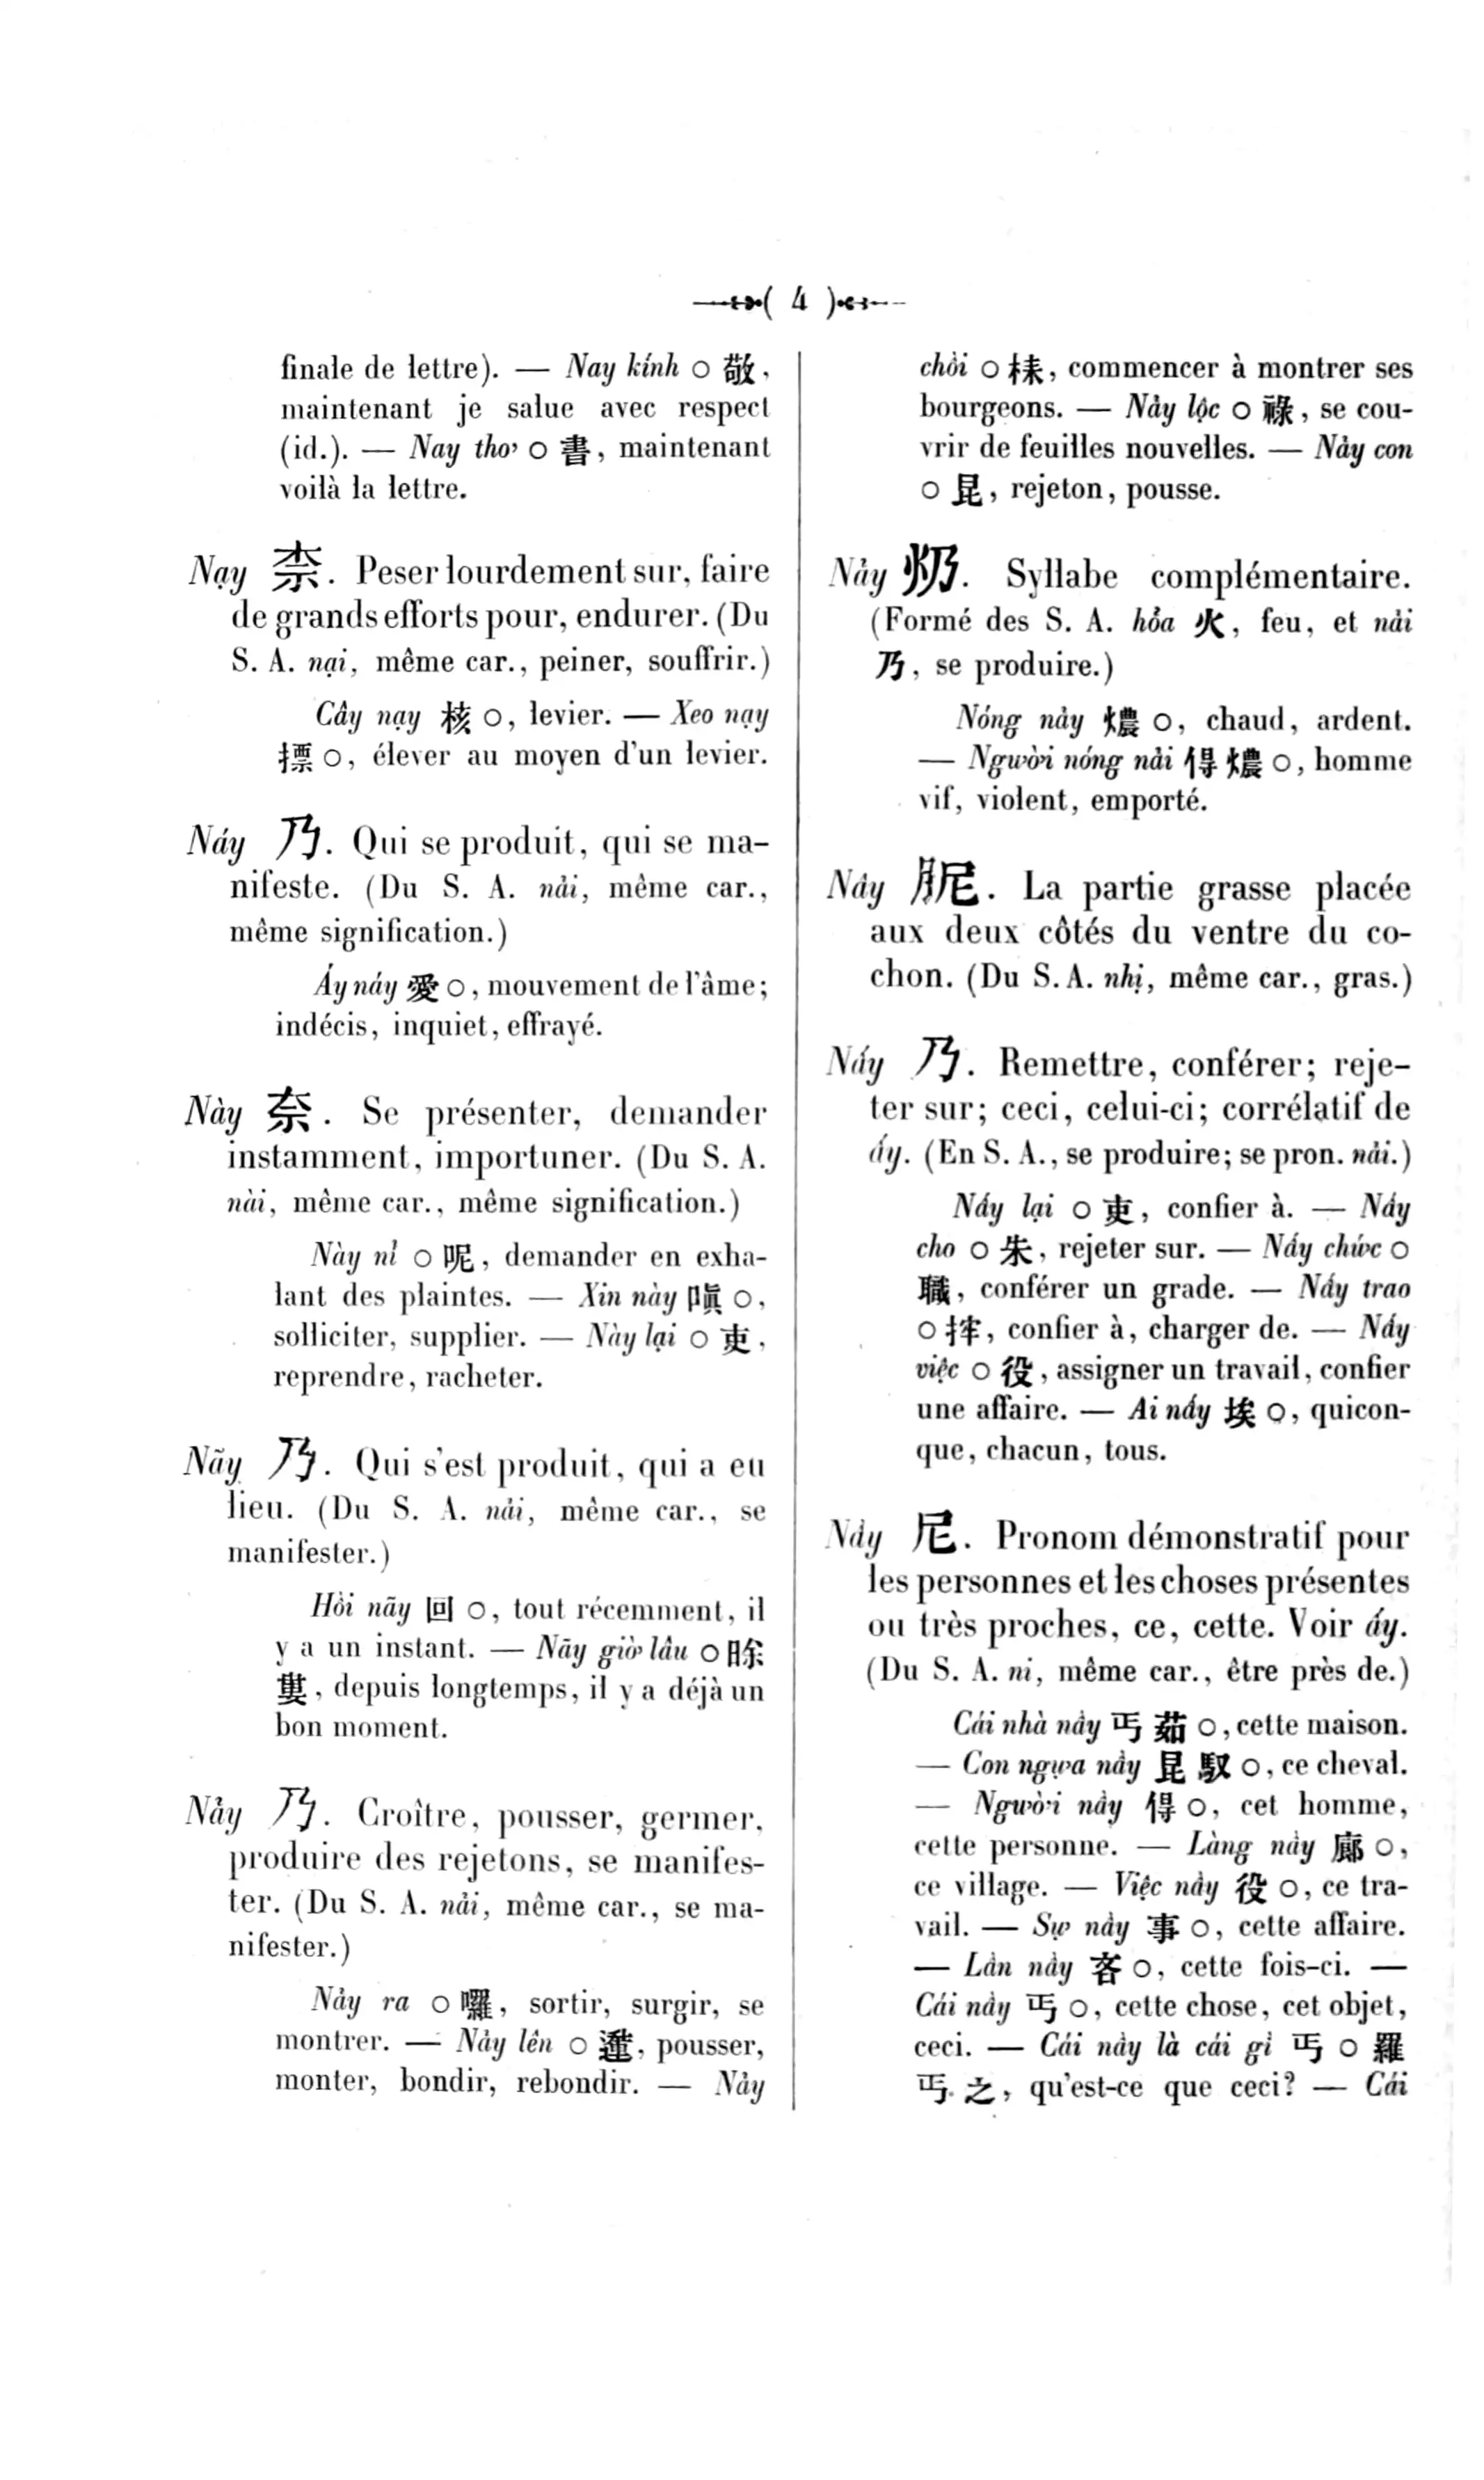 ( 4 )
finale de lettre). — Nay kính ○ 敬,
maintenant je salue avec respect
(id.). — Nay thơ ○ 書, maintenant
voilà la lettre.
Nạy 柰. Peser lourdement sur, faire
de grands efforts pour, endurer. (Du
S. A. nại, même car., peiner, souffrir.)
Cây nạy 核 ○, levier. — Xeo nạy
摽 ○, élever au moyen d'un levier.
Náy 乃. Qui se produit, qui se ma-
nifeste. (Du S. A. nải, même car.,
même signification.)
Áy náy 愛 ○, mouvement de l'âme;
indécis, inquiet, effrayé.
Này 奈. Se présenter, demander
instamment, importuner. (Du S. A.
nài, même car., même signification.)
Này nỉ ○ 呢, demander en exha-
lant des plaintes. — Xin này 嗔 ○,
solliciter, supplier. — Này lại ○ 吏,
reprendre, racheter.
Nãy 乃. Qui s'est produit, qui a eu
lieu. (Du S. A. nải, même car., se
manifester.)
Hồi nãy 回 ○, tout récemment, il
y a un instant. — Nãy giờ lâu ○ 𣇞
婁, depuis longtemps, il y a déjà un
bon moment.
Nảy 乃. Croître, pousser, germer,
produire des rejetons, se manifes-
ter. (Du S. A. nải, même car., se ma-
nifester.)
Nảy ra ○ 囉, sortir, surgir, se
montrer. — Nảy lên ○, pousser,
monter, bondir, rebondir. — Nảy
chồi ○, commencer à montrer ses
bourgeons. — Nảy lộc ○ 祿, se cou-
vrir de feuilles nouvelles. — Nảy con
○ 昆, rejeton, pousse.
Nảy 𤆹. Syllabe complémentaire.
(Formé des S. A. hỏa 火, feu, et nải
乃, se produire.)
Nóng nảy 燶 ○, chaud, ardent.
— Người nóng nải 㝵 燶 ○, homme
vif, violent, emporté.
Nây 胒. La partie grasse placée
aux deux côtés du ventre du co-
chon. (Du S. A. nhị, même car., gras.)
Nấy 乃. Remettre, conférer; reje-
ter sur; ceci, celui-ci; corrélatif de
ấy. (En S. A., se produire; se pron. nải.)
Nấy lại ○ 吏, confier à. — Nấy
cho ○ 朱, rejeter sur. — Nấy chức ○
職, conférer un grade. — Nấy trao
○, confier à, charger de. — Nấy
việc ○ 役, assigner un travail, confier
une affaire. — Ai nấy 埃 ○, quicon-
que, chacun, tous.
Nầy 尼. Pronom démonstratif pour
les personnes et les choses présentes
ou très proches, ce, cette. Voir ấy.
(Du S. A. ni, même car., être près de.)
Cái nhà nầy 丐 茹 ○, cette maison.
— Con ngựa nầy 昆 馭 ○, ce cheval.
— Người nầy 㝵 ○, cet homme,
cette personne. — Làng nầy 廊 ○,
ce village. — Việc nầy 役 ○, ce tra-
vail. — Sự nầy 事 ○, cette affaire.
— Lần nầy 吝 ○, cette fois-ci. —
Cái nầy 丐 ○, cette chose, cet objet,
ceci. — Cái nầy là cái gì 丐 ○ 羅
丐 之, qu'est-ce que ceci? — Cái